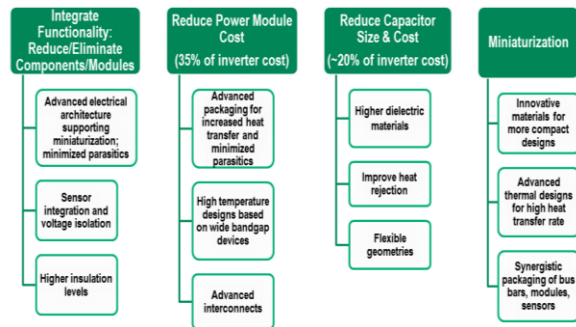 Integrate
Functionality:
Reduce/Eliminate
Components/Modules
Advanced electrical
architecture
supporting
miniaturization;
minimized parasitics
Sensor
integration and
voltage isolation
Higher insulation
levels
Reduce Power Module
Cost
(35% of inverter cost)
Advanced
packaging for
increased heat
transfer and
minimized
parasitics
High temperature
designs based
on wide bandgap
devices
Advanced
interconnects
Reduce Capacitor
Size & Cost
(~20% of inverter cost)
Higher dielectric
materials
Improve heat
rejection
Flexible
geometries
Miniaturization
Innovative
materials for
more compact
designs
Advanced
thermal designs
for high heat
transfer rate
Synergistic
packaging of bus
bars, modules,
sensors